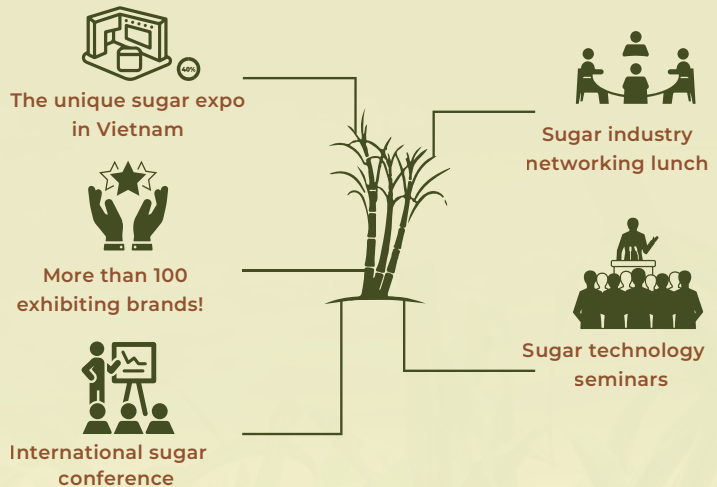 40%
The unique sugar expo
in Vietnam
More than 100
exhibiting brands!
International sugar
conference
Sugar industry
networking lunch
Sugar technology
seminars